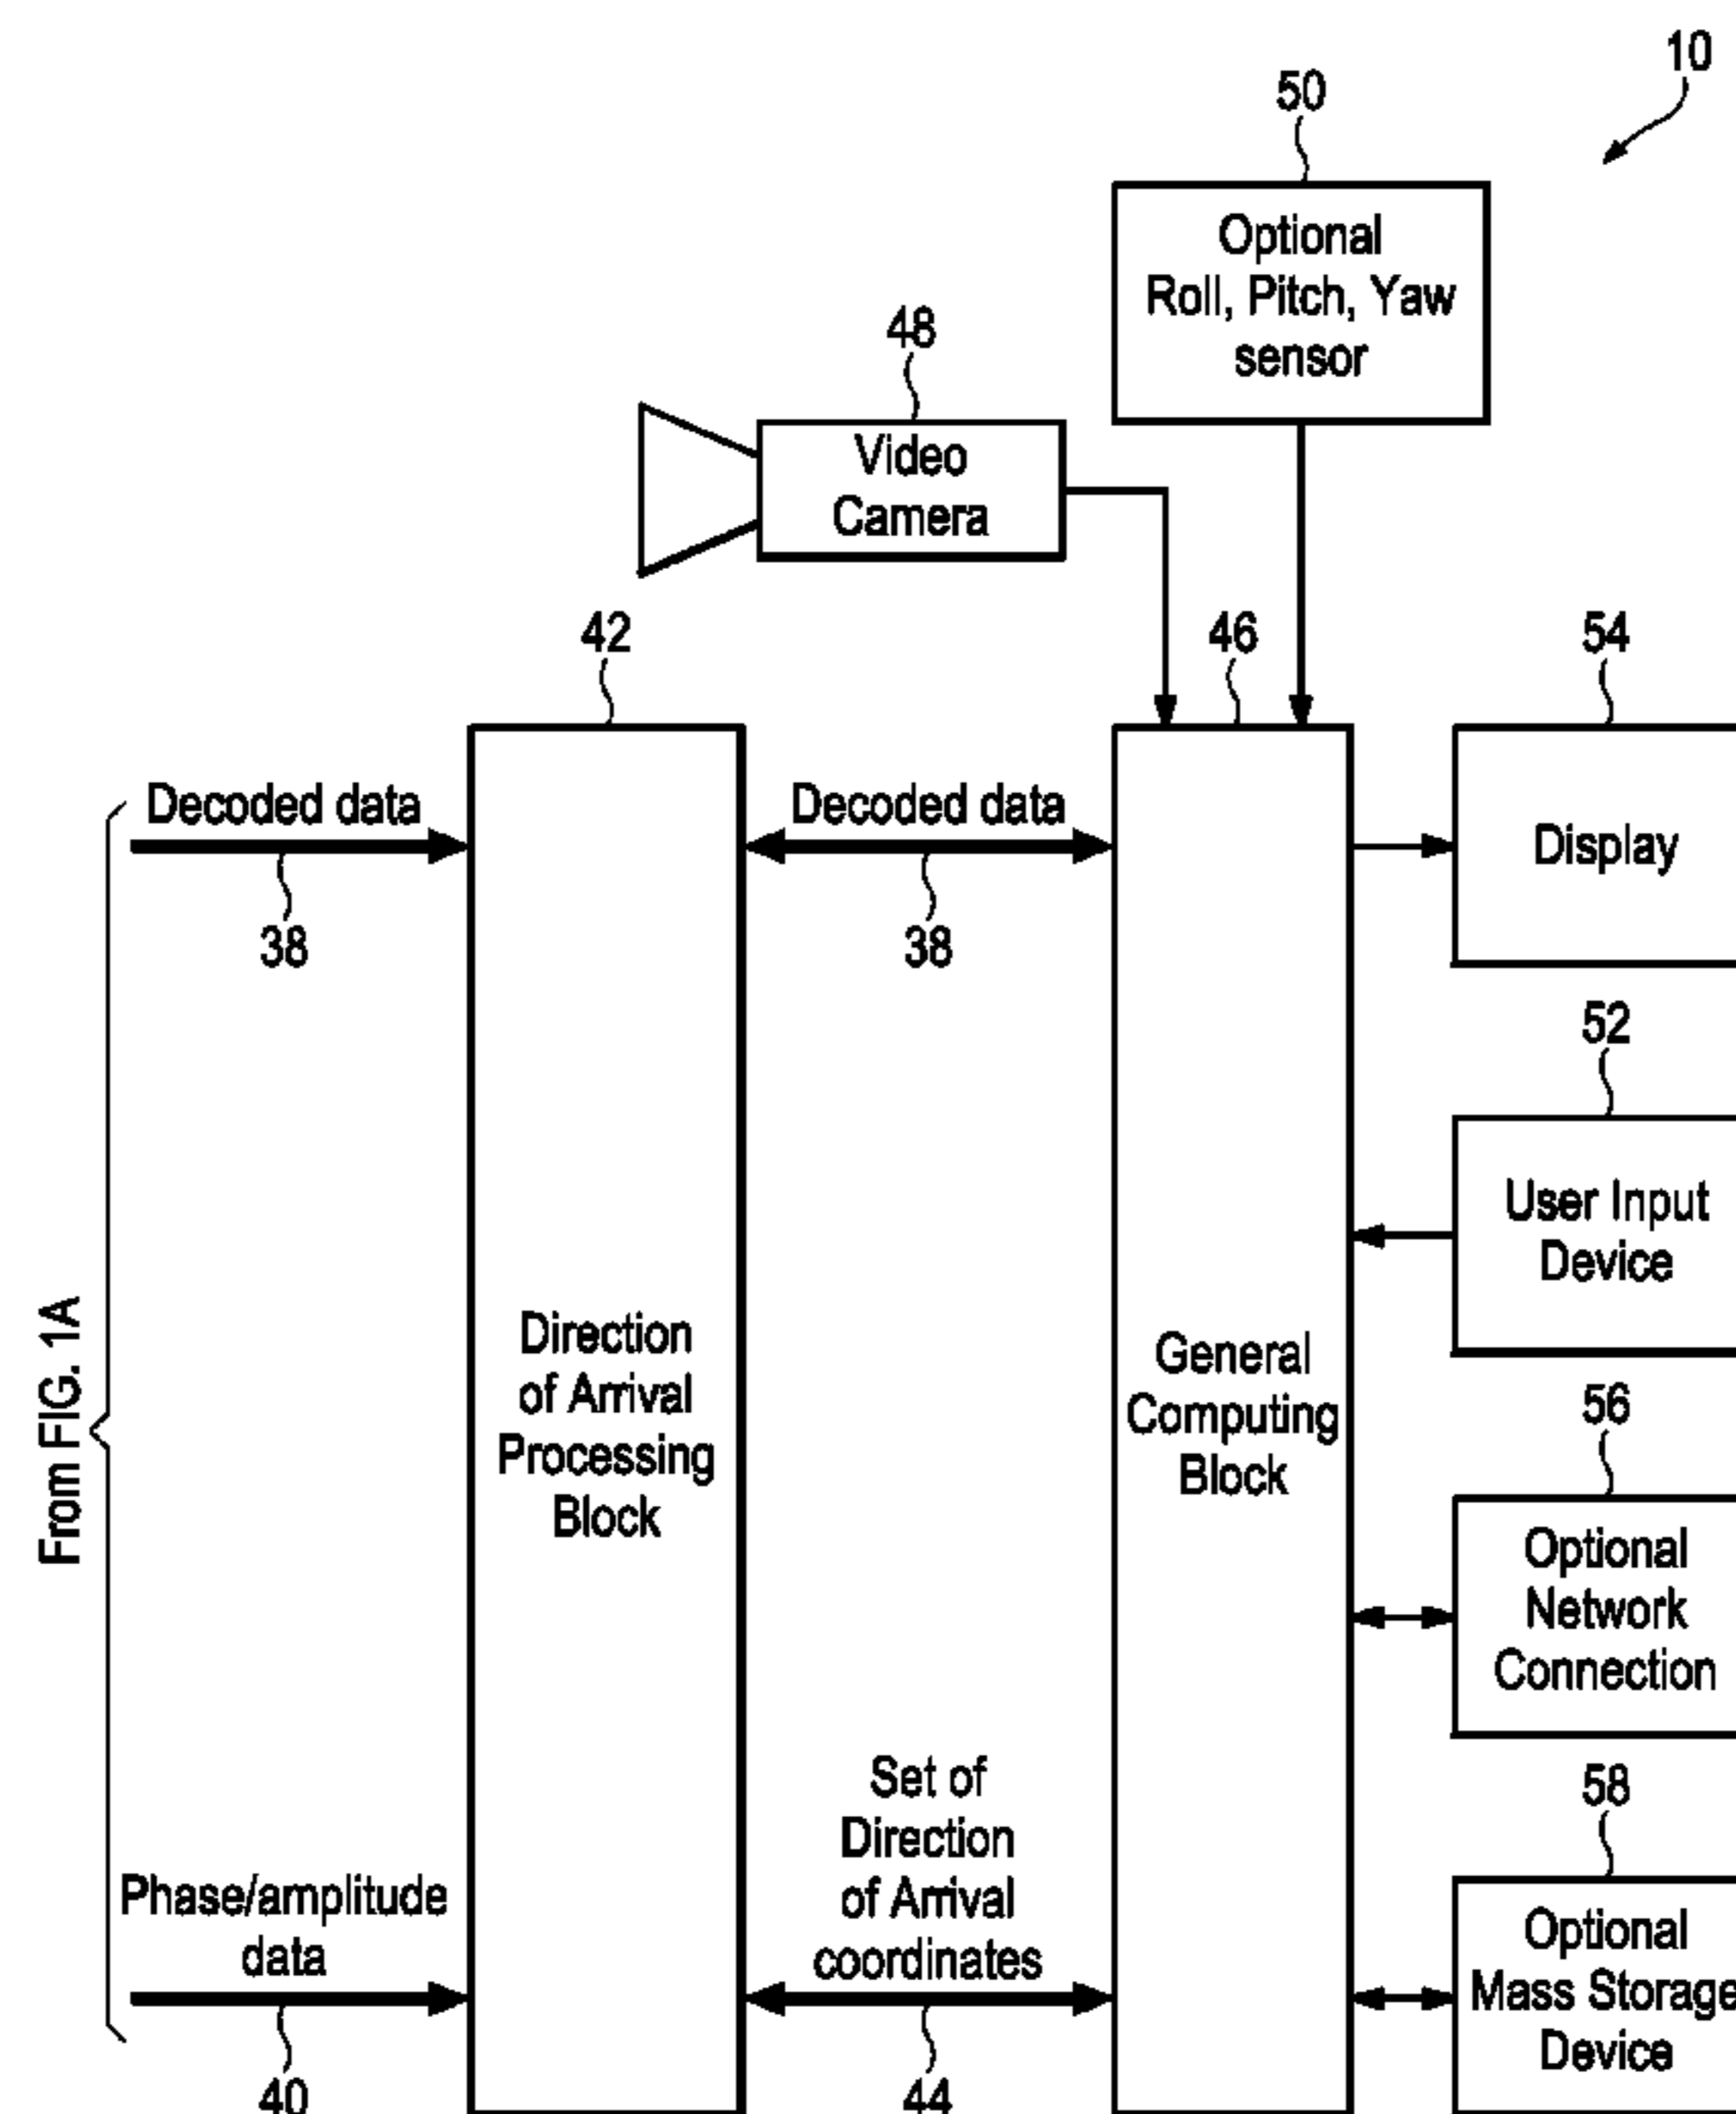 10
50
Optional
Roll, Pitch, Yaw
sensor
48
Video
Camera
42
46
54
Decoded data
38
Decoded data
38
Display
52
User Input
Device
From FIG. 1A
Direction
of Arrival
Processing
Block
General
Computing
Block
56
Optional
Network
Connection
Phase/amplitude
data
40
Set of
Direction
of Arrival
coordinates
44
58
Optional
Mass Storage
Device